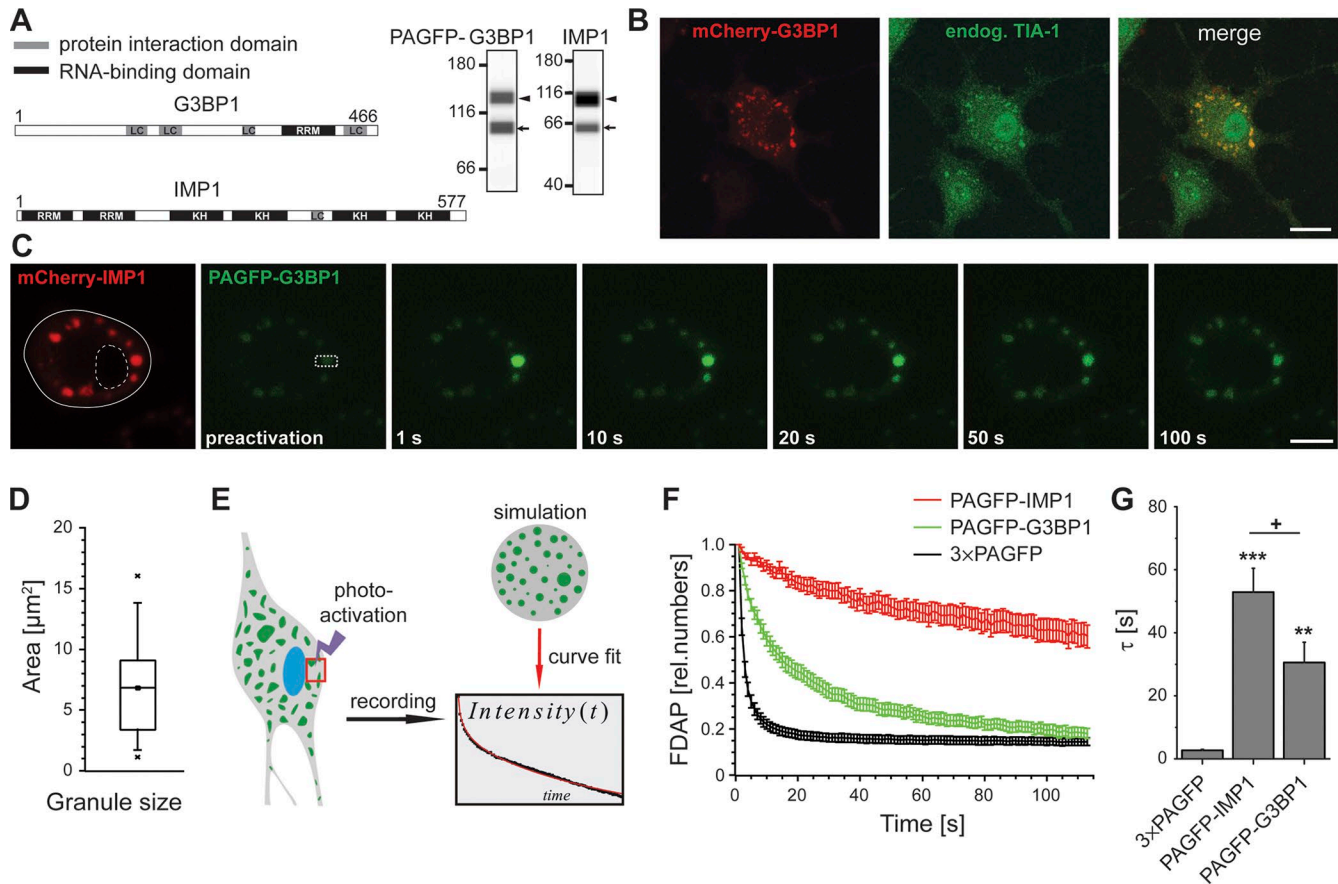 A
protein interaction domain
RNA-binding domain
G3BP1
1 466
LC LC LC RRM LC
IMP1
1 577
RRM RRM KH KH LC KH KH
PAGFP-G3BP1 IMP1
180
116
66
180
116
66
40
B
mCherry-G3BP1
endog. TIA-1
merge
C
mCherry-IMP1
PAGFP-G3BP1
preactivation
1 s
10 s
20 s
50 s
100 s
D
Area [µm²]
20
15
10
5
0
Granule size
E
photo-
activation
recording
simulation
curve fit
Intensity(t)
time
F
PAGFP-IMP1
PAGFP-G3BP1
3×PAGFP
FDAP [rel.numbers]
1.0
0.8
0.6
0.4
0.2
0 20 40 60 80 100
Time [s]
G
τ [s]
80
60
40
20
0
+
***
**
3×PAGFP
PAGFP-IMP1
PAGFP-G3BP1